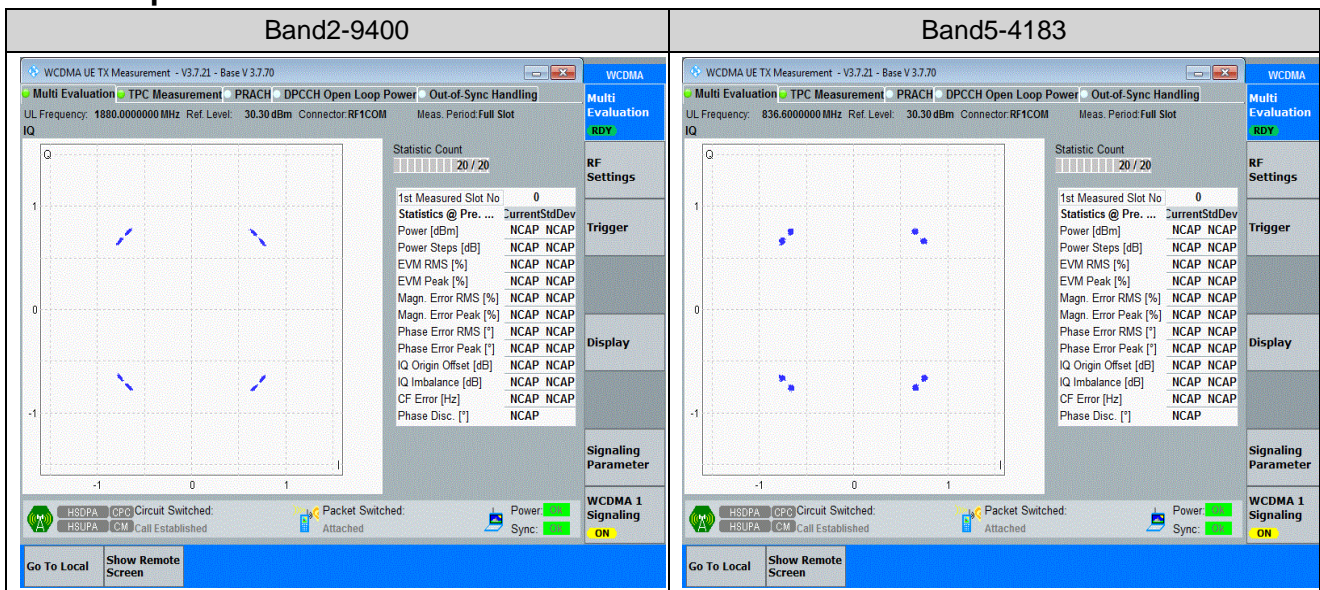 Band2-9400
WCDMA UE TX Measurement - V3.7.21 - Base V 3.7.70
WCDMA
Multi Evaluation TPC Measurement PRACH DPCCH Open Loop Power Out-of-Sync Handling
Multi Evaluation
RDY
UL Frequency: 1880.0000000 MHz Ref. Level: 30.30 dBm Connector: RF1COM Meas. Period: Full Slot
IQ
Q
1
0
-1
-1 0 1
I
Statistic Count
20 / 20
1st Measured Slot No 0
Statistics @ Pre. ... CurrentStdDev
Power [dBm] NCAP NCAP
Power Steps [dB] NCAP NCAP
EVM RMS [%] NCAP NCAP
EVM Peak [%] NCAP NCAP
Magn. Error RMS [%] NCAP NCAP
Magn. Error Peak [%] NCAP NCAP
Phase Error RMS [°] NCAP NCAP
Phase Error Peak [°] NCAP NCAP
IQ Origin Offset [dB] NCAP NCAP
IQ Imbalance [dB] NCAP NCAP
CF Error [Hz] NCAP NCAP
Phase Disc. [°] NCAP
RF
Settings
Trigger
Display
Signaling
Parameter
WCDMA 1
Signaling
ON
HSDPA CPC Circuit Switched: Packet Switched: Power: OK
HSUPA CM Call Established Attached Sync: OK
Go To Local
Show Remote
Screen
Band5-4183
WCDMA UE TX Measurement - V3.7.21 - Base V 3.7.70
WCDMA
Multi Evaluation TPC Measurement PRACH DPCCH Open Loop Power Out-of-Sync Handling
Multi Evaluation
RDY
UL Frequency: 836.6000000 MHz Ref. Level: 30.30 dBm Connector: RF1COM Meas. Period: Full Slot
IQ
Q
1
0
-1
-1 0 1
I
Statistic Count
20 / 20
1st Measured Slot No 0
Statistics @ Pre. ... CurrentStdDev
Power [dBm] NCAP NCAP
Power Steps [dB] NCAP NCAP
EVM RMS [%] NCAP NCAP
EVM Peak [%] NCAP NCAP
Magn. Error RMS [%] NCAP NCAP
Magn. Error Peak [%] NCAP NCAP
Phase Error RMS [°] NCAP NCAP
Phase Error Peak [°] NCAP NCAP
IQ Origin Offset [dB] NCAP NCAP
IQ Imbalance [dB] NCAP NCAP
CF Error [Hz] NCAP NCAP
Phase Disc. [°] NCAP
RF
Settings
Trigger
Display
Signaling
Parameter
WCDMA 1
Signaling
ON
HSDPA CPC Circuit Switched: Packet Switched: Power: OK
HSUPA CM Call Established Attached Sync: OK
Go To Local
Show Remote
Screen